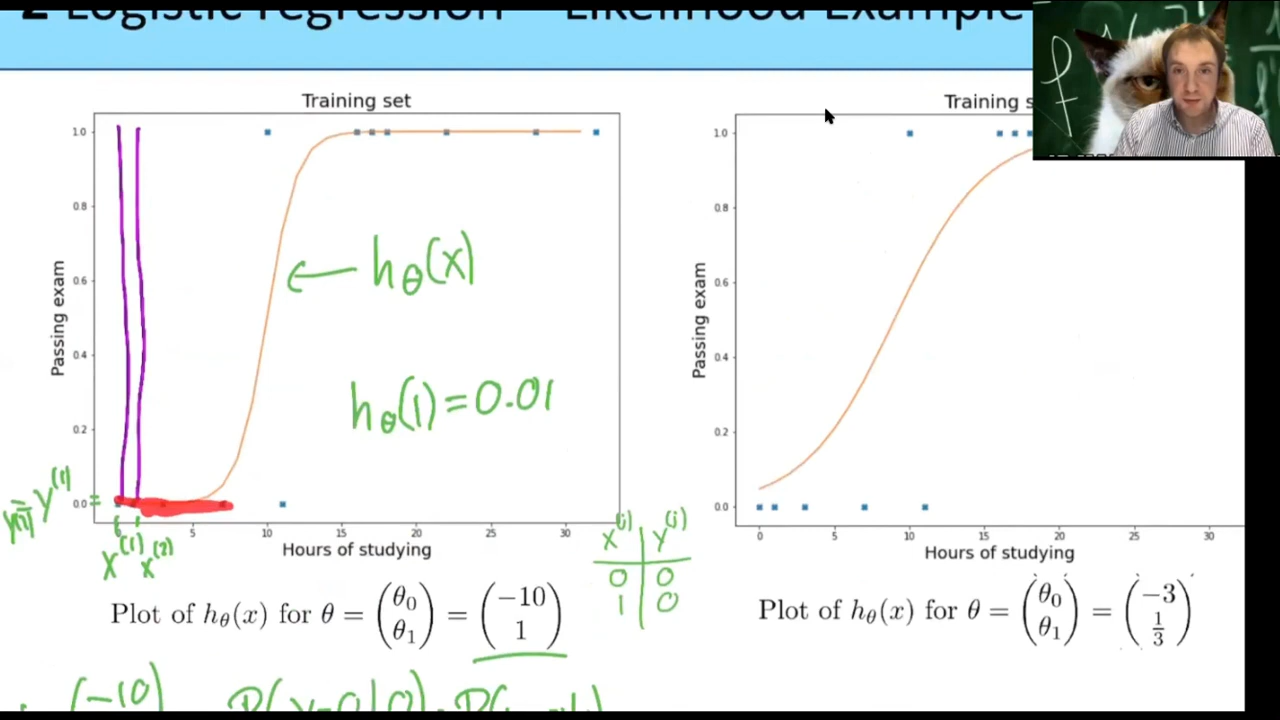 2 Logistic regression – Likelihood Example
Training set
1.0
0.8
0.6
0.4
0.2
0.0
Passing exam
5
10
15
20
25
30
Hours of studying
← hθ(x)
hθ(1) = 0.01
y⁽¹⁾ =
x⁽¹⁾ x⁽²⁾
x⁽ⁱ⁾ y⁽ⁱ⁾
0 0
1 0
Plot of hθ(x) for θ = (θ₀ θ₁) = (−10 1)
(−10)
P(y=0|0) · P(
Training s
1.0
0.8
0.6
0.4
0.2
0.0
Passing exam
0
5
10
15
20
25
30
Hours of studying
Plot of hθ(x) for θ = (θ₀ θ₁) = (−3 1/3)